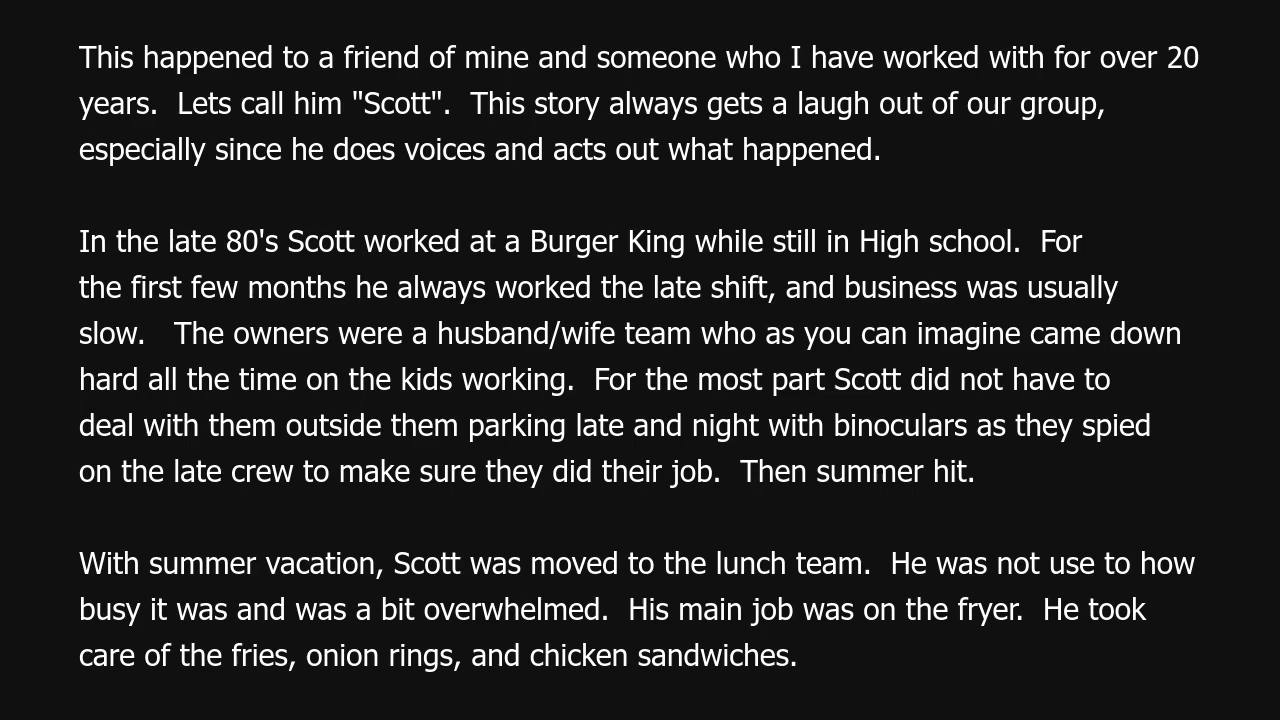 This happened to a friend of mine and someone who I have worked with for over 20
years.  Lets call him "Scott".  This story always gets a laugh out of our group,
especially since he does voices and acts out what happened.

In the late 80's Scott worked at a Burger King while still in High school.  For
the first few months he always worked the late shift, and business was usually
slow.   The owners were a husband/wife team who as you can imagine came down
hard all the time on the kids working.  For the most part Scott did not have to
deal with them outside them parking late and night with binoculars as they spied
on the late crew to make sure they did their job.  Then summer hit.

With summer vacation, Scott was moved to the lunch team.  He was not use to how
busy it was and was a bit overwhelmed.  His main job was on the fryer.  He took
care of the fries, onion rings, and chicken sandwiches.